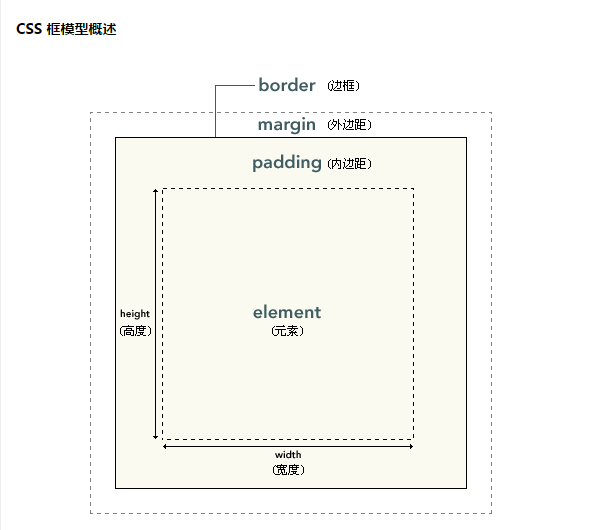 CSS 框模型概述
border (边框)
margin (外边距)
padding (内边距)
element
(元素)
height
(高度)
width
(宽度)